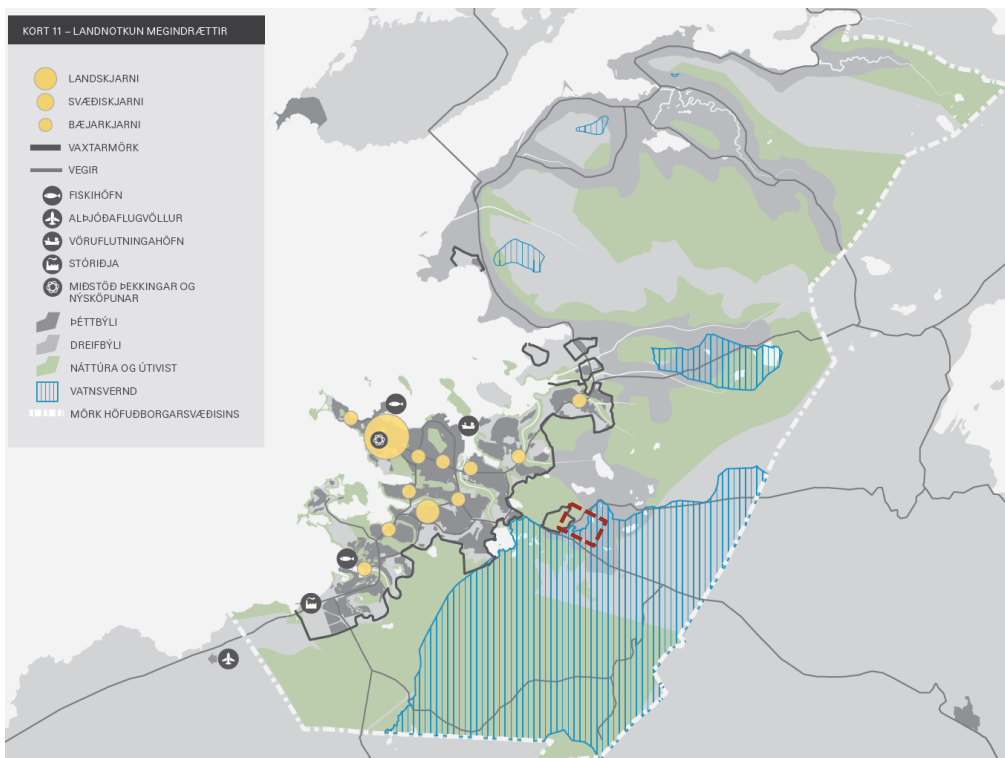 KORT 11 – LANDNOTKUN MEGINDRÆTTIR
LANDSKJARNI
SVÆÐISKJARNI
BÆJARKJARNI
VAXTARMÖRK
VEGIR
FISKIHÖFN
ALÞJÓÐAFLUGVÖLLUR
VÖRUFLUTNINGAHÖFN
STÓRIÐJA
MIÐSTÖÐ ÞEKKINGAR OG
NÝSKÖPUNAR
ÞÉTTBÝLI
DREIFBÝLI
NÁTTÚRA OG ÚTIVIST
VATNSVERND
MÖRK HÖFUÐBORGARSVÆÐISINS